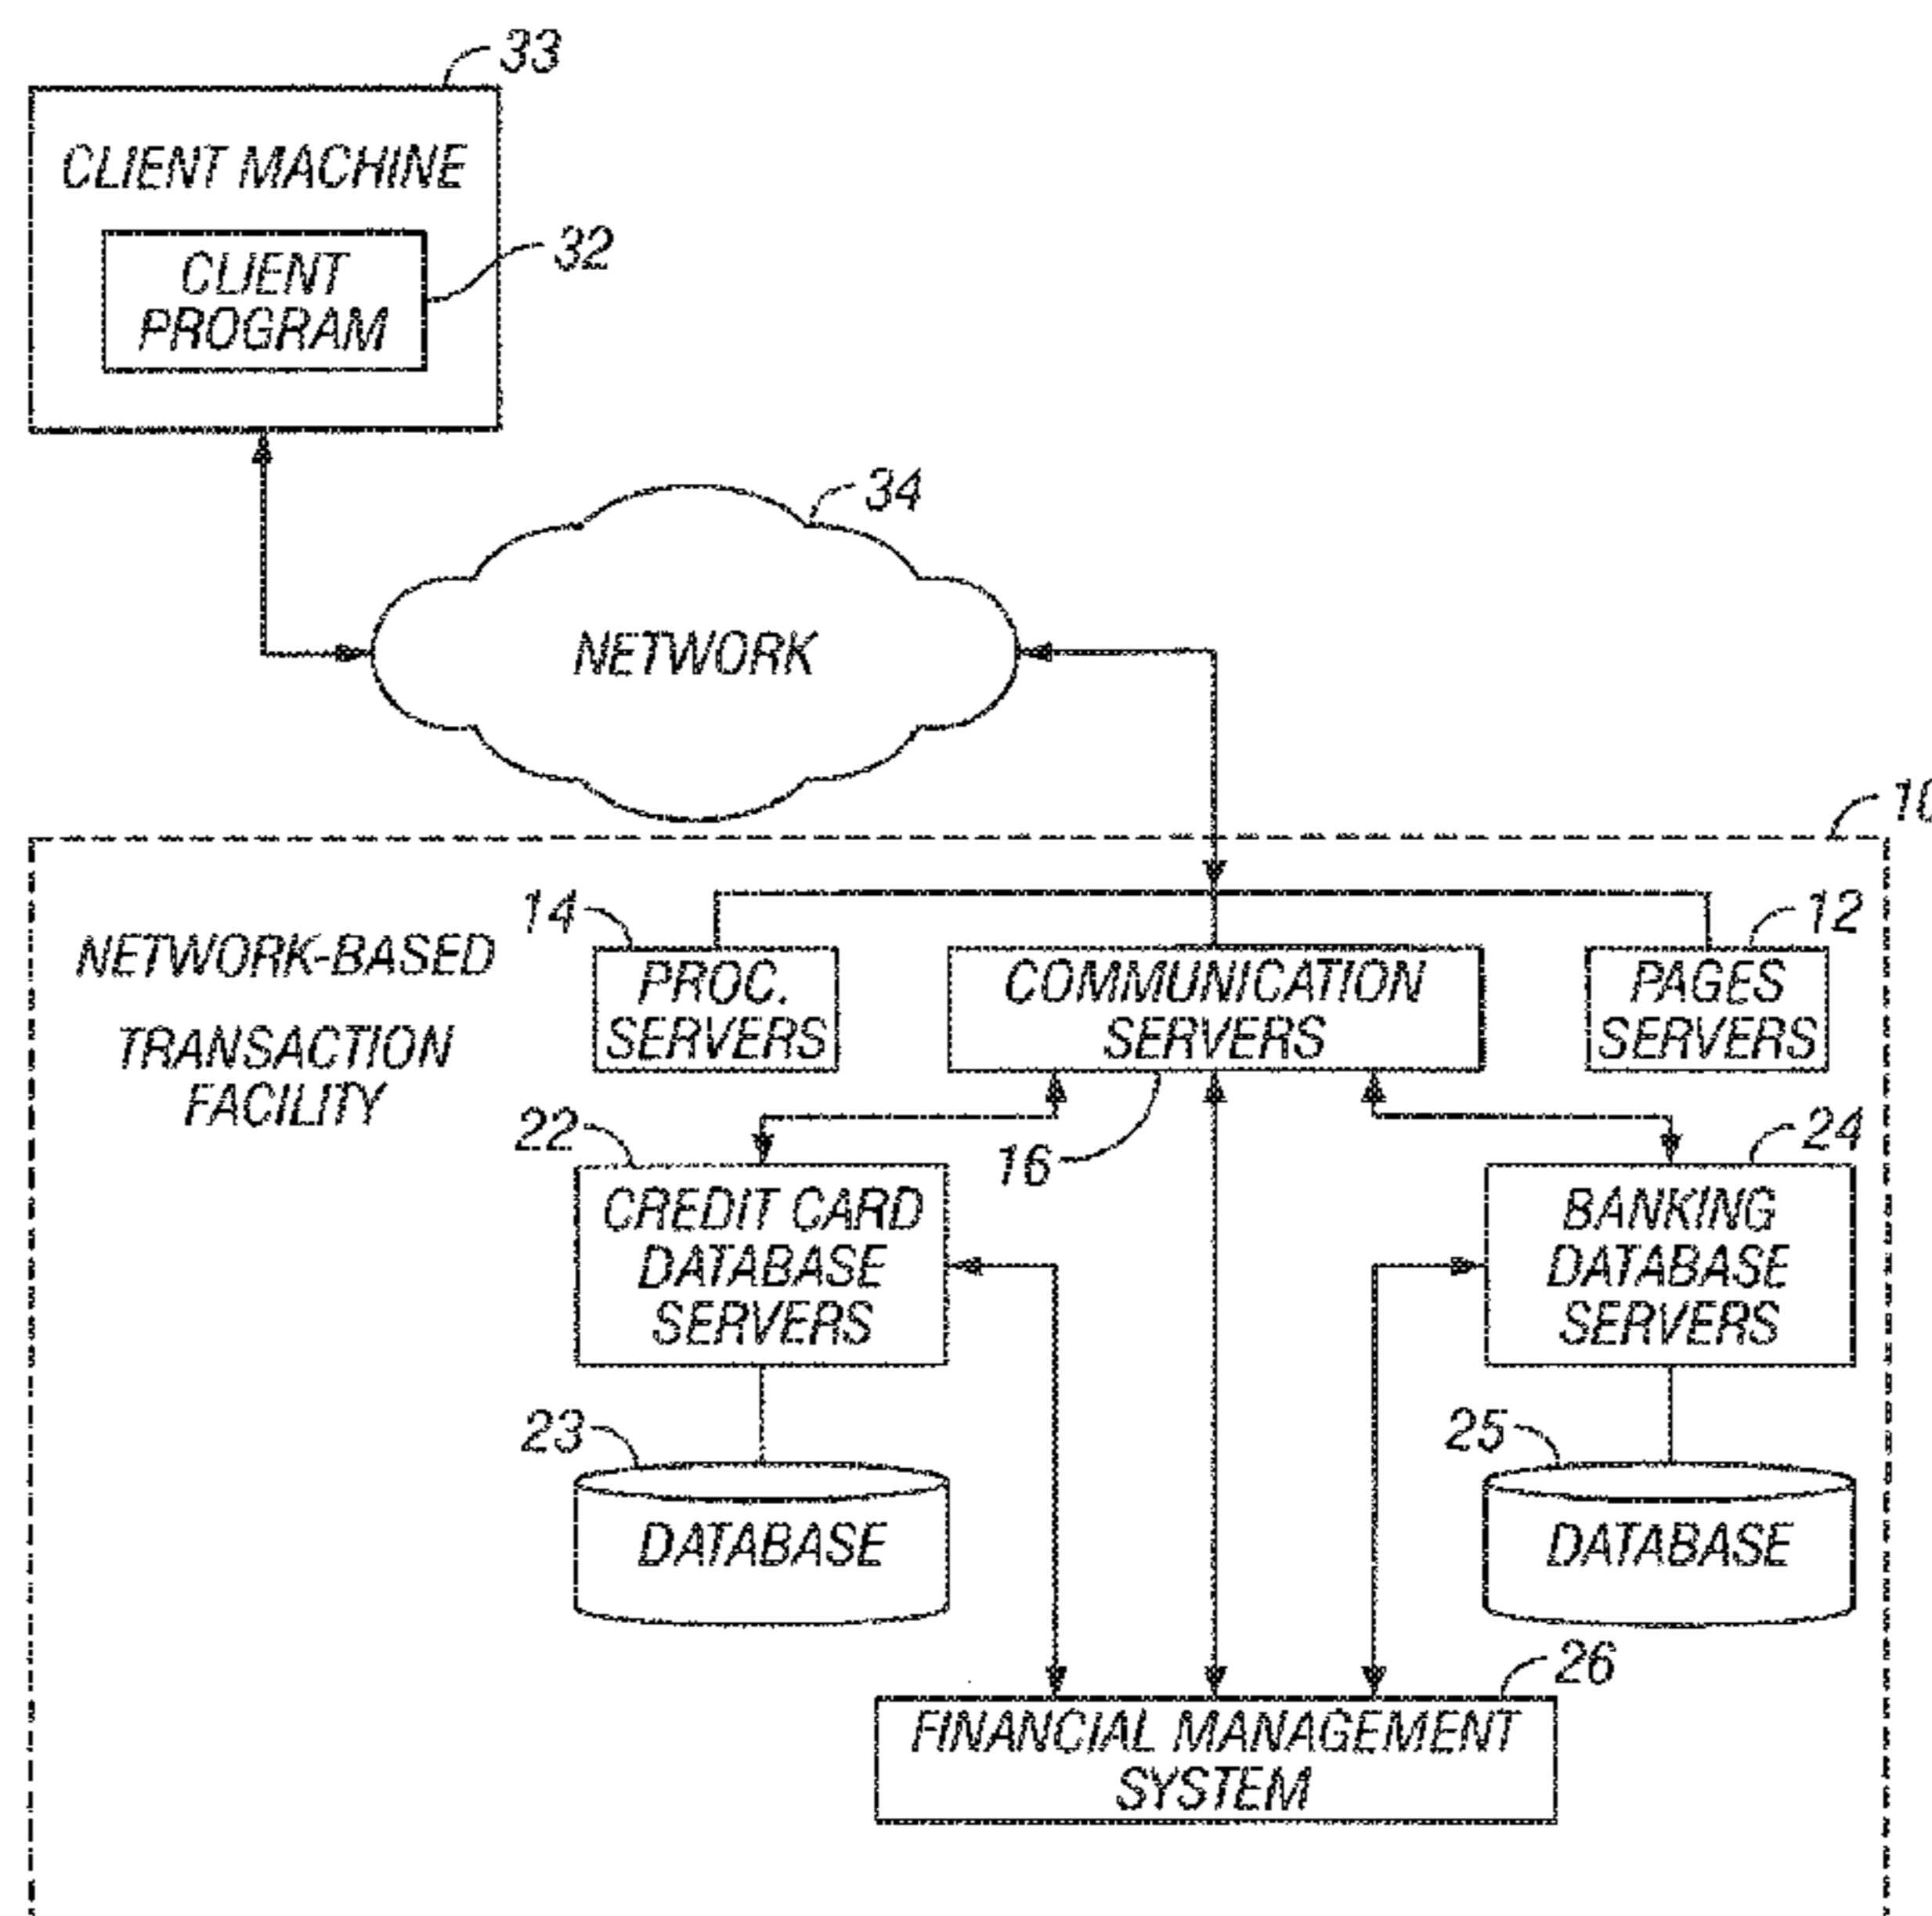 33
CLIENT MACHINE
CLIENT
PROGRAM
32
34
NETWORK
10
NETWORK-BASED
TRANSACTION
FACILITY
14
PROC.
SERVERS
COMMUNICATION
SERVERS
12
PAGES
SERVERS
16
22
CREDIT CARD
DATABASE
SERVERS
24
BANKING
DATABASE
SERVERS
23
DATABASE
25
DATABASE
26
FINANCIAL MANAGEMENT
SYSTEM